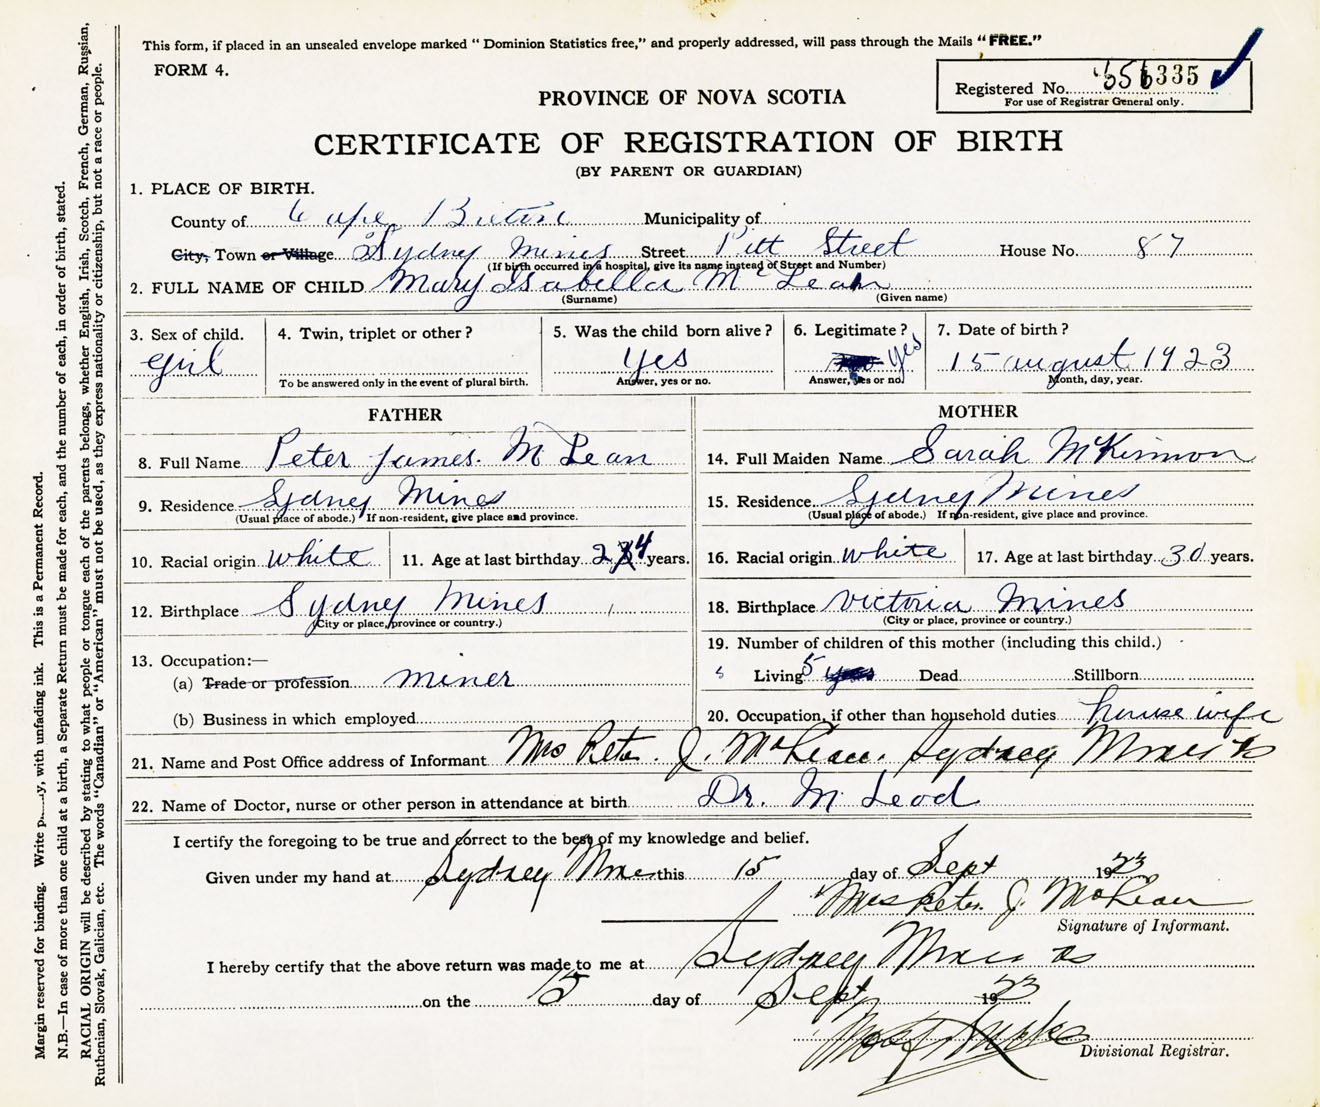 This form, if placed in an unsealed envelope marked "Dominion Statistics free," and properly addressed, will pass through the Mails "FREE."
FORM 4.
Registered No. 335
For use of Registrar General only.
PROVINCE OF NOVA SCOTIA
CERTIFICATE OF REGISTRATION OF BIRTH
(BY PARENT OR GUARDIAN)
1. PLACE OF BIRTH.
County of Cape Breton Municipality of
City, Town or Village Sydney Mines Street Pitt Street House No. 87
(If birth occurred in a hospital, give its name instead of Street and Number)
2. FULL NAME OF CHILD Mary Isabella McLean
(Surname) (Given name)
3. Sex of child. 4. Twin, triplet or other? 5. Was the child born alive? 6. Legitimate? 7. Date of birth?
girl yes yes 15 august 1923
To be answered only in the event of plural birth. Answer, yes or no. Answer, yes or no. Month, day, year.
FATHER MOTHER
8. Full Name Peter James. McLean 14. Full Maiden Name Sarah McKinnon
9. Residence Sydney Mines 15. Residence Sydney Mines
(Usual place of abode.) If non-resident, give place and province. (Usual place of abode.) If non-resident, give place and province.
10. Racial origin white 11. Age at last birthday years. 16. Racial origin white 17. Age at last birthday 30 years.
12. Birthplace Sydney Mines 18. Birthplace victoria Mines
(City or place, province or country.) (City or place, province or country.)
19. Number of children of this mother (including this child.)
13. Occupation:—
(a) Trade or profession miner 5 Living 5 Dead Stillborn
(b) Business in which employed 20. Occupation, if other than household duties house wife
21. Name and Post Office address of Informant Mrs Peter. J. McLean. Sydney Mines
22. Name of Doctor, nurse or other person in attendance at birth Dr. McLeod
I certify the foregoing to be true and correct to the best of my knowledge and belief.
Given under my hand at Sydney Mines this 15 day of Sept 1923
Mrs Peter. J. McLean
Signature of Informant.
I hereby certify that the above return was made to me at Sydney Mines
on the 15 day of Sept 1923
Divisional Registrar.
Margin reserved for binding. Write with unfading ink. This is a Permanent Record.
N.B.—In case of more than one child at a birth, a Separate Return must be made for each, and the number of each, in order of birth, stated.
RACIAL ORIGIN will be described by stating to what people or tongue each of the parents belongs, whether English, Irish, Scotch, French, German, Russian,
Ruthenian, Slovak, Galician, etc. The words "Canadian" or "American" must not be used, as they express nationality or citizenship, but not a race or people.